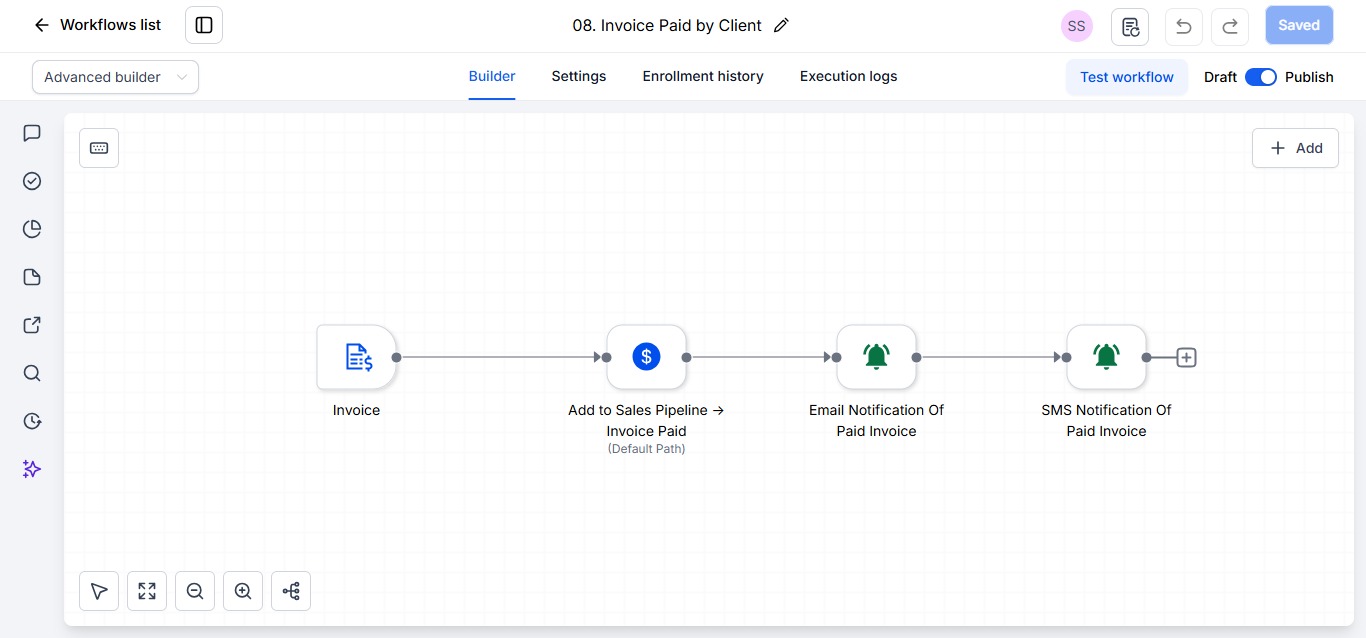 Workflows list
08. Invoice Paid by Client
SS
Saved
Advanced builder
Builder
Settings
Enrollment history
Execution logs
Test workflow
Draft
Publish
Add
Invoice
Add to Sales Pipeline →
Invoice Paid
(Default Path)
Email Notification Of
Paid Invoice
SMS Notification Of
Paid Invoice